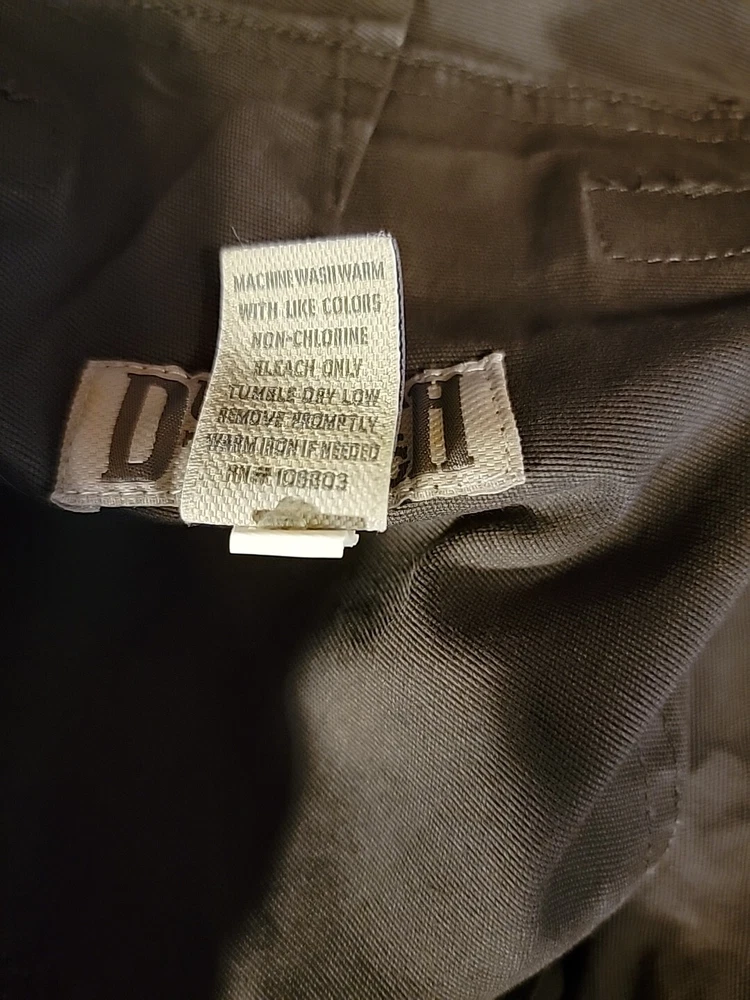 MACHINE WASH WARM
WITH LIKE COLORS
NON-CHLORINE
BLEACH ONLY
TUMBLE DRY LOW
REMOVE PROMPTLY
WARM IRON IF NEEDED
RN# 108803